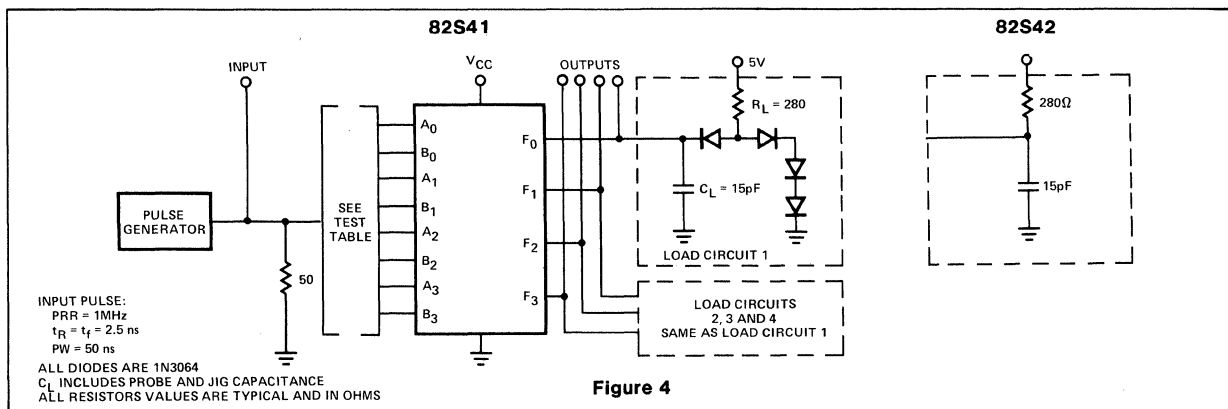 82S41
82S42
INPUT
VCC
OUTPUTS
5V
RL = 280
280Ω
A0
B0
A1
B1
A2
B2
A3
B3
F0
F1
F2
F3
CL = 15pF
15pF
PULSE
GENERATOR
SEE
TEST
TABLE
50
LOAD CIRCUIT 1
LOAD CIRCUITS
2, 3 AND 4
SAME AS LOAD CIRCUIT 1
INPUT PULSE:
PRR = 1MHz
tR = tf = 2.5 ns
PW = 50 ns
ALL DIODES ARE 1N3064
CL INCLUDES PROBE AND JIG CAPACITANCE
ALL RESISTORS VALUES ARE TYPICAL AND IN OHMS
Figure 4